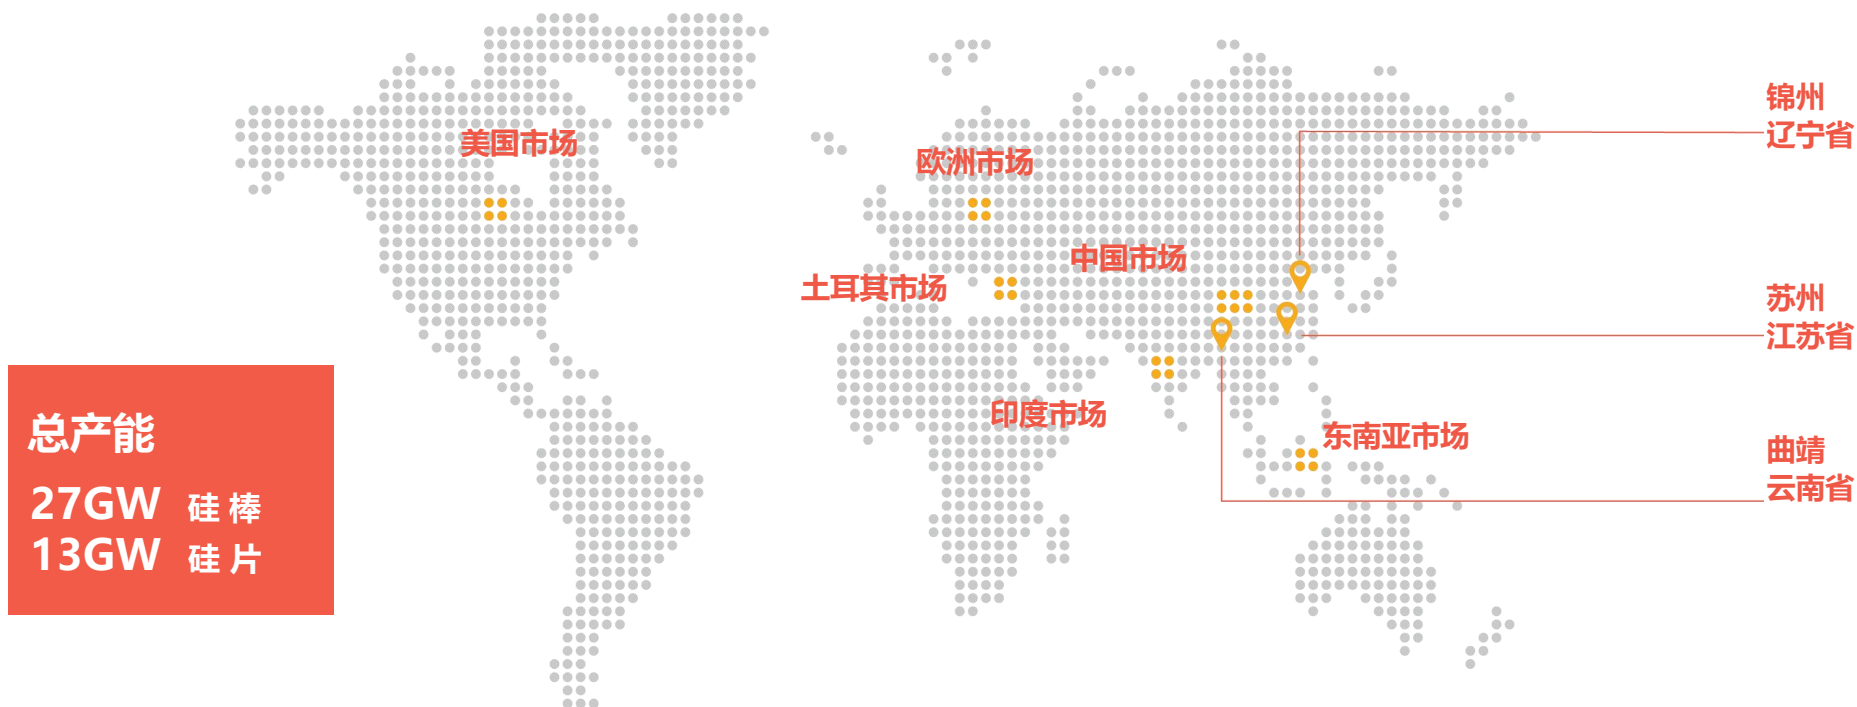 美国市场
欧洲市场
中国市场
土耳其市场
印度市场
东南亚市场
锦州
辽宁省
苏州
江苏省
曲靖
云南省
总产能
27GW 硅棒
13GW 硅片